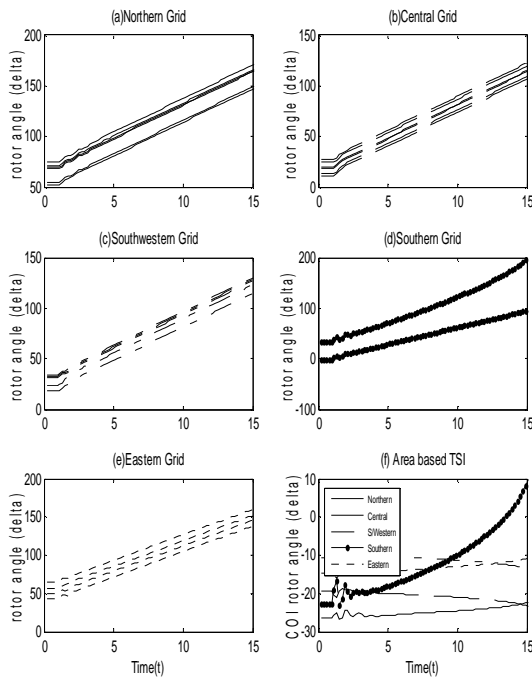 (a)Northern Grid
(b)Central Grid
200
150
100
50
0
5
10
15
rotor angle (delta)
150
100
50
0
0
5
10
15
rotor angle (delta)
(c)Southwestern Grid
(d)Southern Grid
150
100
50
0
0
5
10
15
rotor angle (delta)
200
100
0
-100
0
5
10
15
rotor angle (delta)
(e)Eastern Grid
(f) Area based TSI
200
150
100
50
0
0
5
10
15
rotor angle (delta)
Time(t)
10
0
-10
-20
-30
0
5
10
15
COI rotor angle (delta)
Northern
Central
S/Western
Southern
Eastern
Time(t)